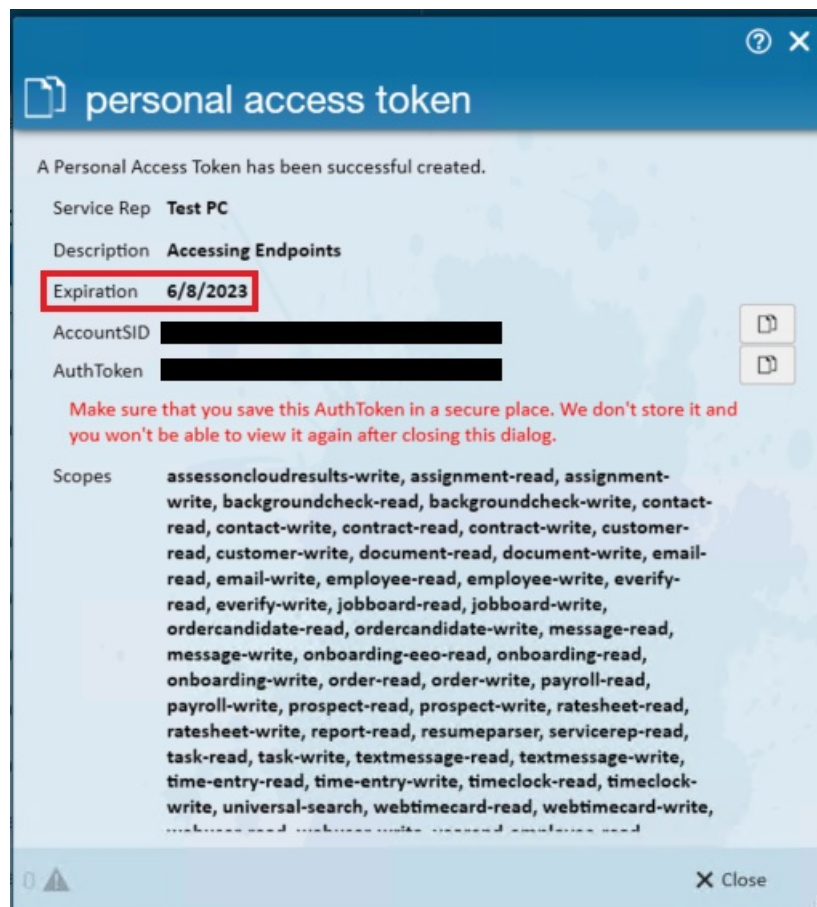 personal access token
A Personal Access Token has been successful created.
Service Rep Test PC
Description Accessing Endpoints
Expiration 6/8/2023
AccountSID
AuthToken
Make sure that you save this AuthToken in a secure place. We don't store it and
you won't be able to view it again after closing this dialog.
Scopes assessoncloudresults-write, assignment-read, assignment-
write, backgroundcheck-read, backgroundcheck-write, contact-
read, contact-write, contract-read, contract-write, customer-
read, customer-write, document-read, document-write, email-
read, email-write, employee-read, employee-write, everify-
read, everify-write, jobboard-read, jobboard-write,
ordercandidate-read, ordercandidate-write, message-read,
message-write, onboarding-eeo-read, onboarding-read,
onboarding-write, order-read, order-write, payroll-read,
payroll-write, prospect-read, prospect-write, ratesheet-read,
ratesheet-write, report-read, resumeparser, servicerep-read,
task-read, task-write, textmessage-read, textmessage-write,
time-entry-read, time-entry-write, timeclock-read, timeclock-
write, universal-search, webtimecard-read, webtimecard-write,
0
Close